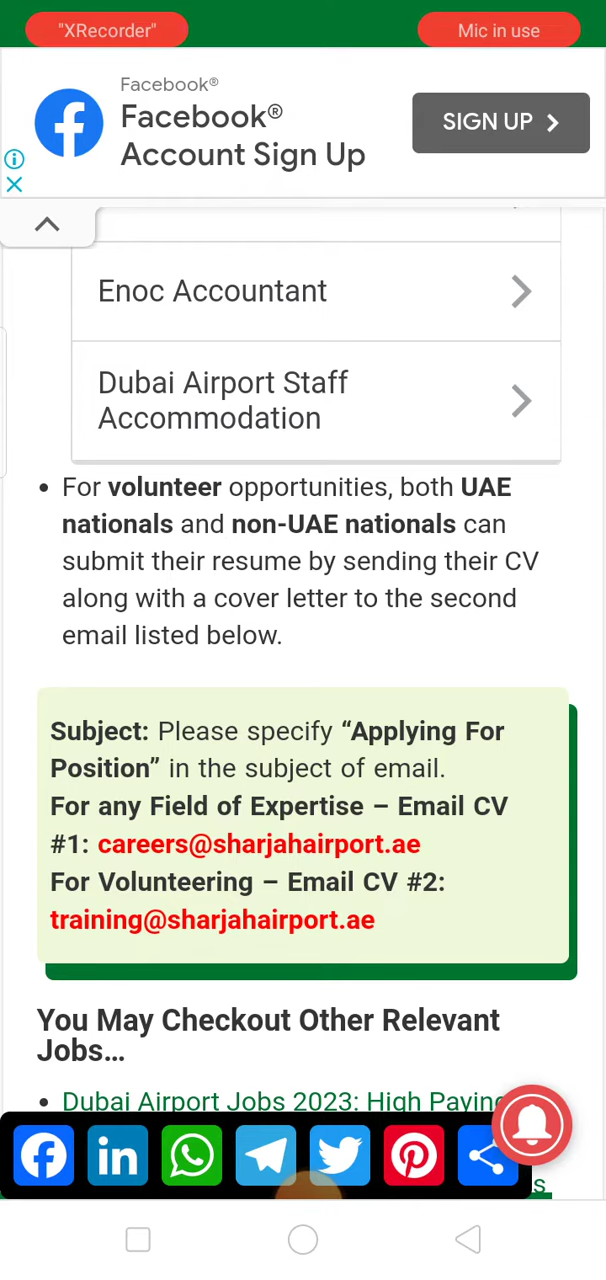 "XRecorder"
Mic in use
Facebook®
Facebook®
Account Sign Up
SIGN UP
Enoc Accountant
Dubai Airport Staff
Accommodation
• For volunteer opportunities, both UAE
nationals and non-UAE nationals can
submit their resume by sending their CV
along with a cover letter to the second
email listed below.
Subject: Please specify “Applying For
Position” in the subject of email.
For any Field of Expertise – Email CV
#1: careers@sharjahairport.ae
For Volunteering – Email CV #2:
training@sharjahairport.ae
You May Checkout Other Relevant
Jobs…
• Dubai Airport Jobs 2023: High Paying